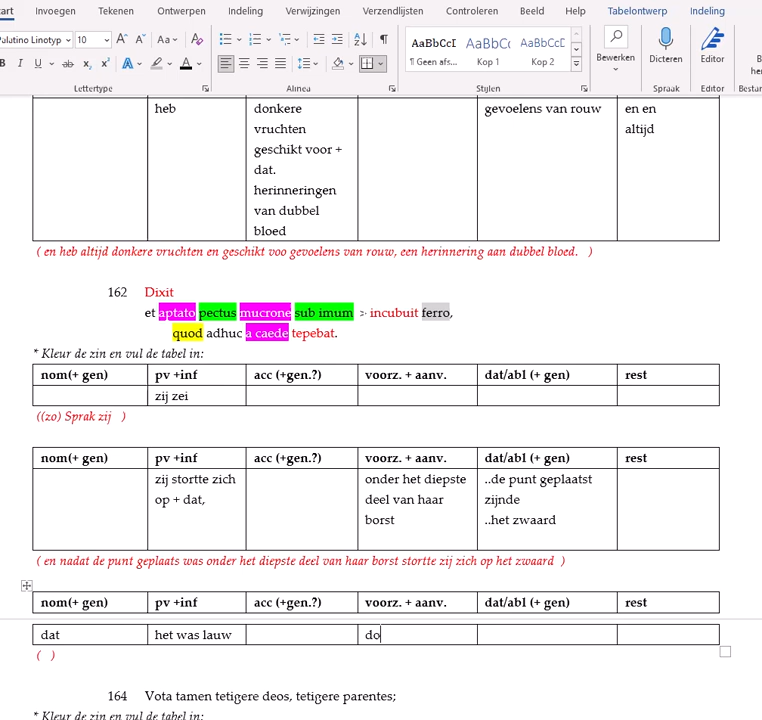 art Invoegen Tekenen Ontwerpen Indeling Verwijzingen Verzendlijsten Controleren Beeld Help Tabelontwerp Indeling
Palatino Linotyp 10 A A Aa A AaBbCcI AaBbCc AaBbCcD
B I U ab x₂ x² A A ¶ Geen afs... Kop 1 Kop 2 Bewerken Dicteren Editor
Lettertype Alinea Stijlen Spraak Editor
heb donkere gevoelens van rouw en en
vruchten altijd
geschikt voor +
dat.
herinneringen
van dubbel
bloed
( en heb altijd donkere vruchten en geschikt voo gevoelens van rouw, een herinnering aan dubbel bloed. )
162 Dixit
et aptato pectus mucrone sub imum > incubuit ferro,
quod adhuc a caede tepebat.
* Kleur de zin en vul de tabel in:
nom(+ gen) pv +inf acc (+gen.?) voorz. + aanv. dat/abl (+ gen) rest
zij zei
((zo) Sprak zij )
nom(+ gen) pv +inf acc (+gen.?) voorz. + aanv. dat/abl (+ gen) rest
zij stortte zich onder het diepste ..de punt geplaatst
op + dat, deel van haar zijnde
borst ..het zwaard
( en nadat de punt geplaats was onder het diepste deel van haar borst stortte zij zich op het zwaard )
nom(+ gen) pv +inf acc (+gen.?) voorz. + aanv. dat/abl (+ gen) rest
dat het was lauw do
( )
164 Vota tamen tetigere deos, tetigere parentes;
* Kleur de zin en vul de tabel in: